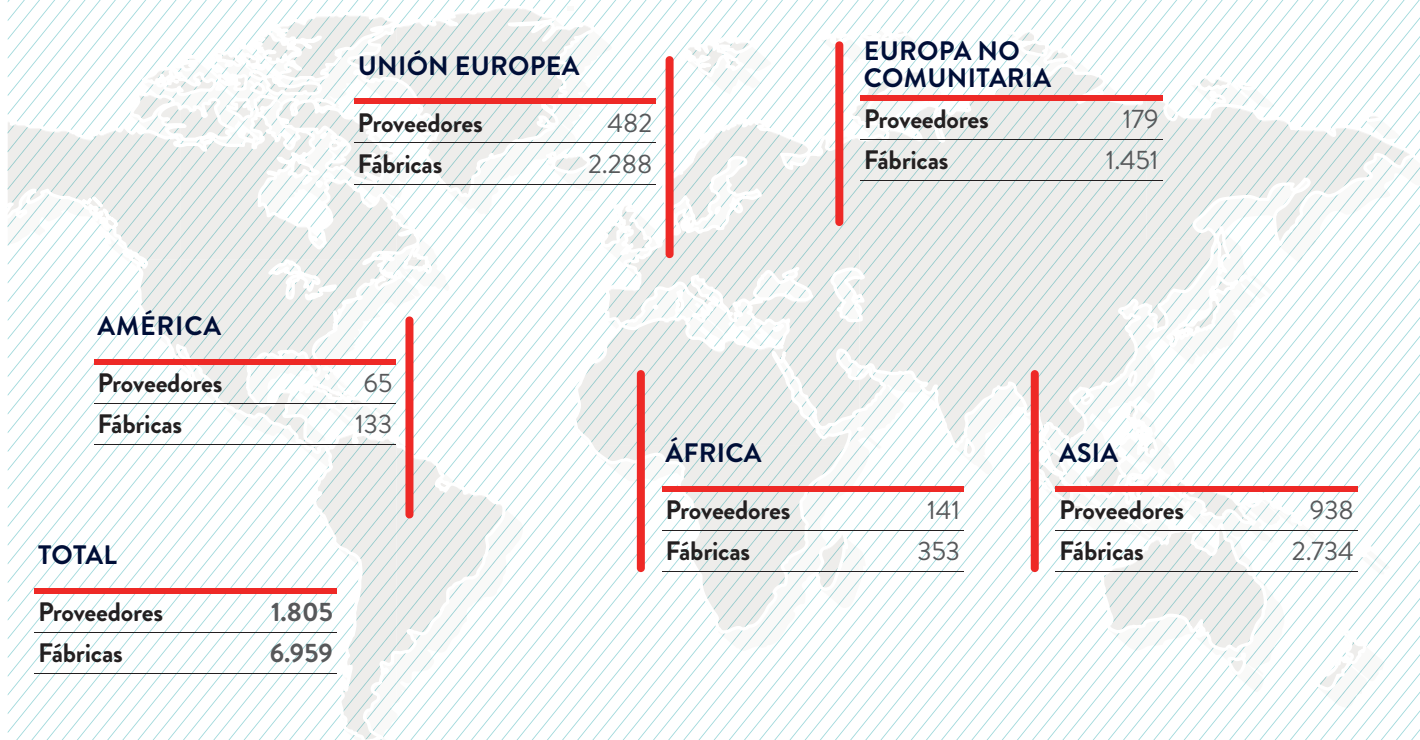 UNIÓN EUROPEA
Proveedores 482
Fábricas 2.288
EUROPA NO
COMUNITARIA
Proveedores 179
Fábricas 1.451
AMÉRICA
Proveedores 65
Fábricas 133
ÁFRICA
Proveedores 141
Fábricas 353
ASIA
Proveedores 938
Fábricas 2.734
TOTAL
Proveedores 1.805
Fábricas 6.959